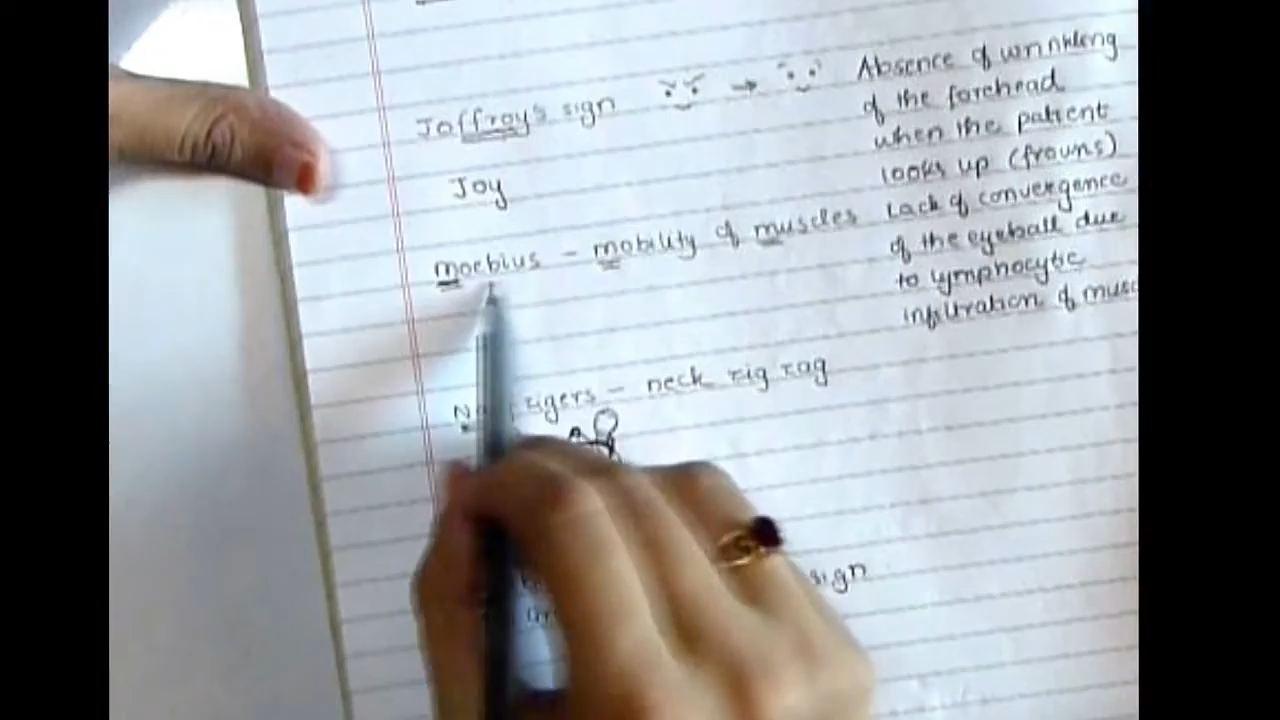 Joffroy's sign → Absence of wrinkling
of the forehead
when the patient
looks up (frowns)
Joy
moebius – mobility of muscles Lack of convergence
of the eyeball due
to lymphocytic
infiltration of musc
– neck zig zag
sign